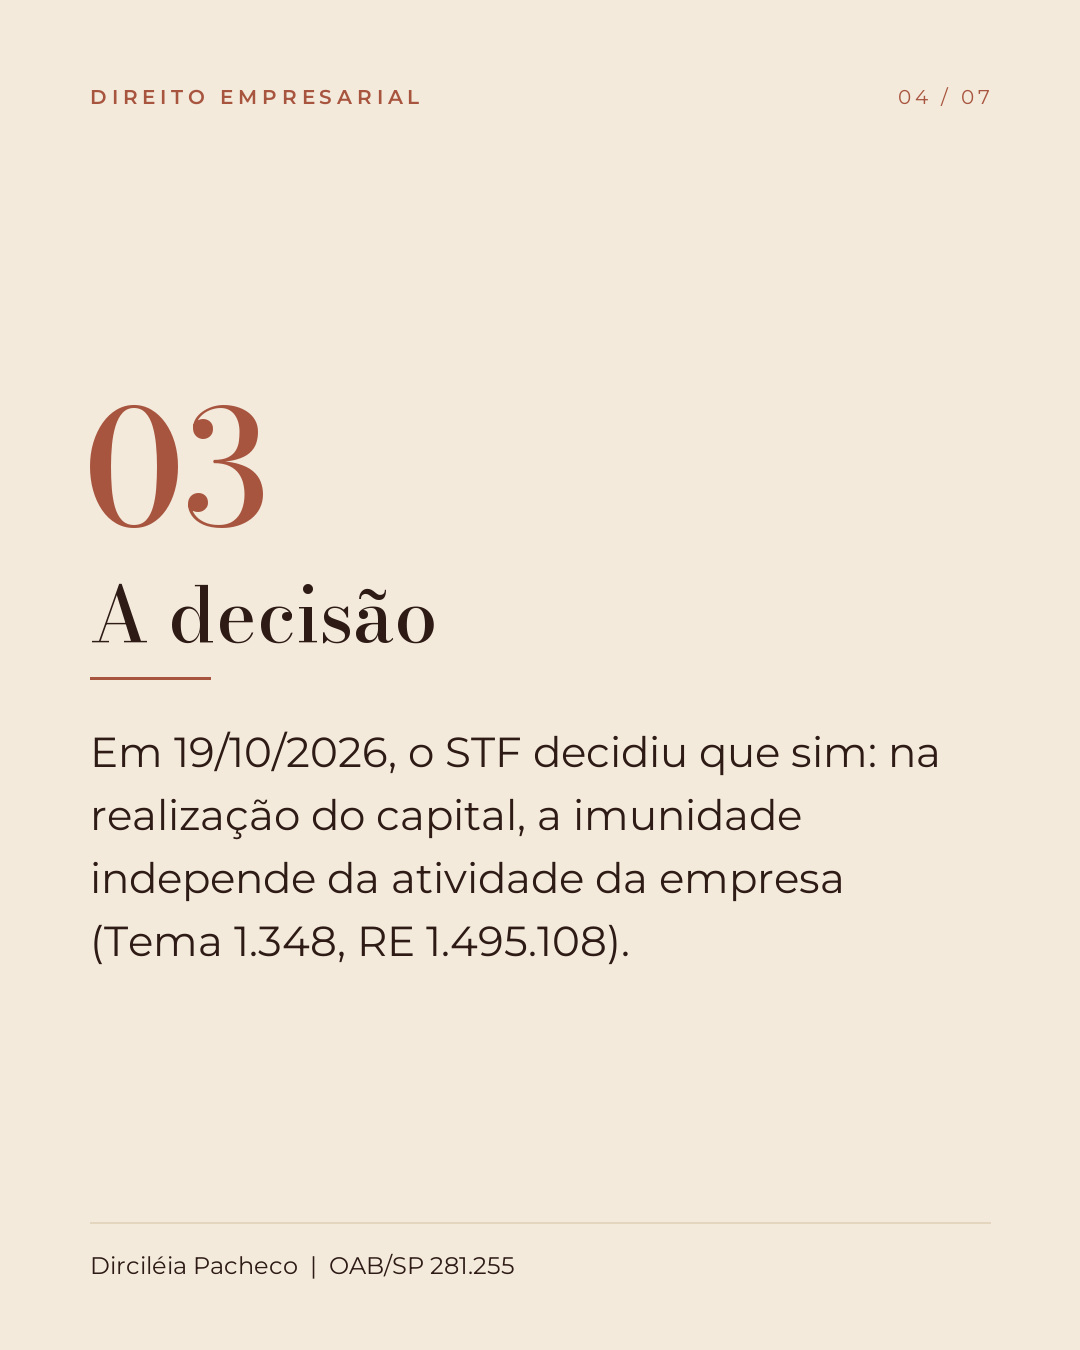 DIREITO EMPRESARIAL
04 / 07
03
A decisão
Em 19/10/2026, o STF decidiu que sim: na
realização do capital, a imunidade
independe da atividade da empresa
(Tema 1.348, RE 1.495.108).
Dirciléia Pacheco | OAB/SP 281.255